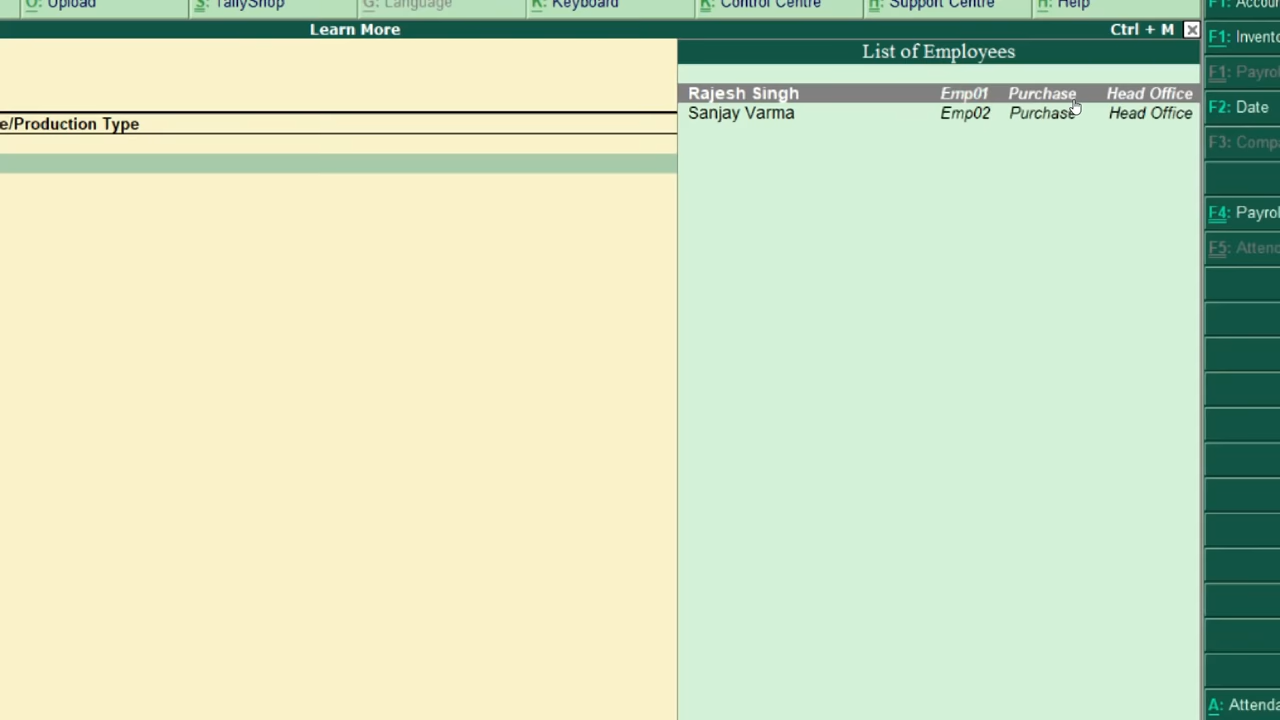 O: Upload S: TallyShop G: Language K: Keyboard K: Control Centre H: Support Centre H: Help
F1: Accou
Learn More Ctrl + M
F1: Invento
List of Employees
F1: Payrol
Rajesh Singh Emp01 Purchase Head Office
F2: Date
Sanjay Varma Emp02 Purchase Head Office
e/Production Type
F3: Compa
F4: Payrol
F5: Attend
A: Attenda